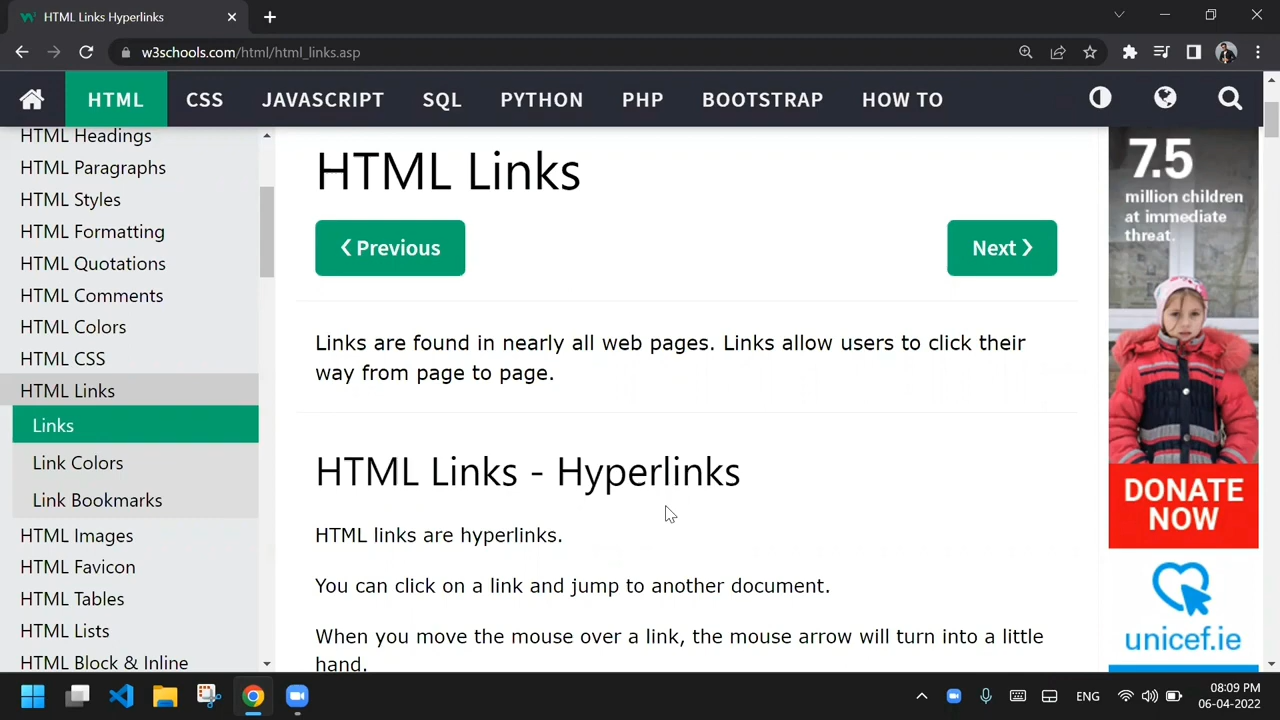 HTML Links Hyperlinks
w3schools.com/html/html_links.asp
HTML
CSS
JAVASCRIPT
SQL
PYTHON
PHP
BOOTSTRAP
HOW TO
HTML Headings
HTML Paragraphs
HTML Styles
HTML Formatting
HTML Quotations
HTML Comments
HTML Colors
HTML CSS
HTML Links
Links
Link Colors
Link Bookmarks
HTML Images
HTML Favicon
HTML Tables
HTML Lists
HTML Block & Inline
HTML Links
❮ Previous
Next ❯
Links are found in nearly all web pages. Links allow users to click their
way from page to page.
HTML Links - Hyperlinks
HTML links are hyperlinks.
You can click on a link and jump to another document.
When you move the mouse over a link, the mouse arrow will turn into a little
hand.
7.5
million children
at immediate
threat.
DONATE
NOW
unicef.ie
ENG
08:09 PM
06-04-2022